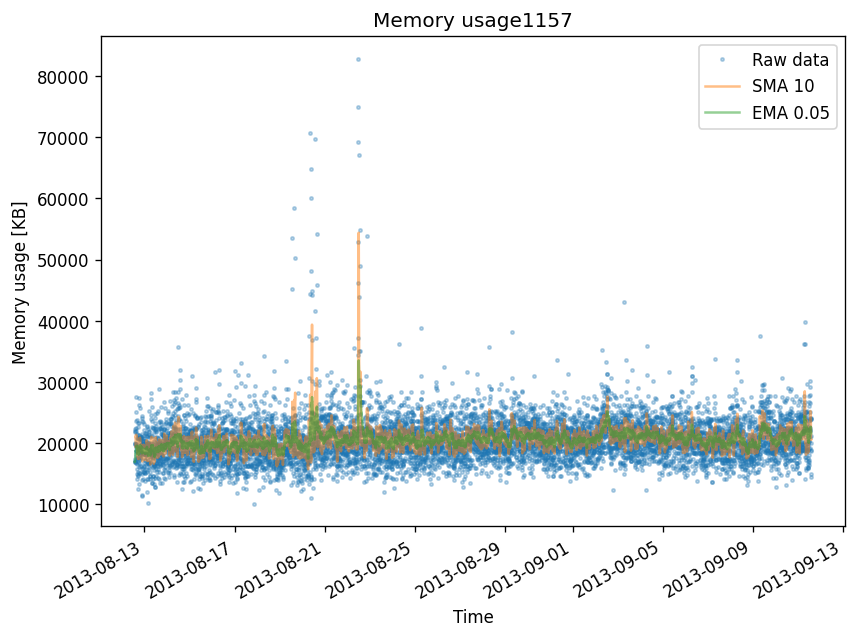 Memory usage1157
Raw data
SMA 10
EMA 0.05
Memory usage [KB]
80000
70000
60000
50000
40000
30000
20000
10000
2013-08-13
2013-08-17
2013-08-21
2013-08-25
2013-08-29
2013-09-01
2013-09-05
2013-09-09
2013-09-13
Time